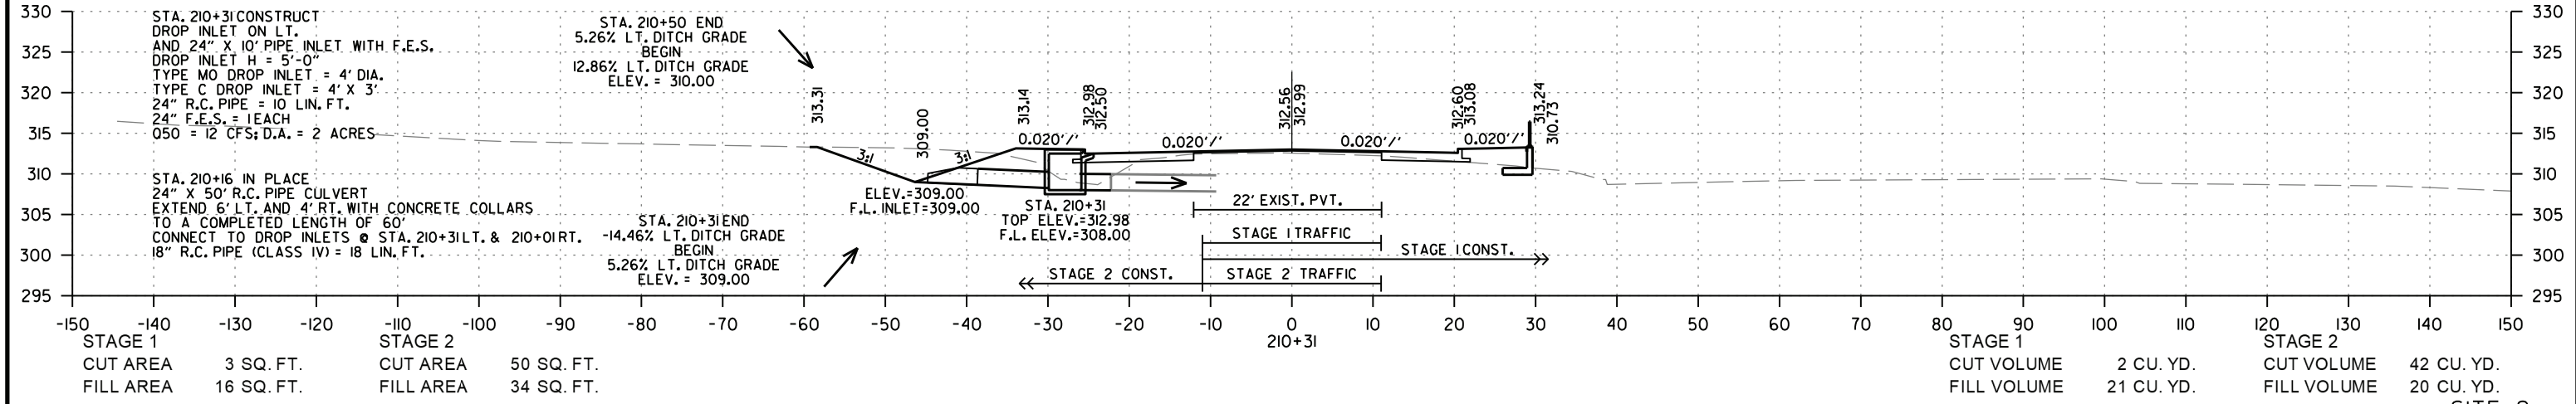 330
325
320
315
310
305
300
295
STA. 210+31 CONSTRUCT
DROP INLET ON LT.
AND 24" X 10' PIPE INLET WITH F.E.S.
DROP INLET H = 5'-0"
TYPE MO DROP INLET = 4' DIA.
TYPE C DROP INLET = 4' X 3'
24" R.C. PIPE = 10 LIN. FT.
24" F.E.S. = 1 EACH
Q50 = 12 CFS; D.A. = 2 ACRES
STA. 210+16 IN PLACE
24" X 50' R.C. PIPE CULVERT
EXTEND 6' LT. AND 4' RT. WITH CONCRETE COLLARS
TO A COMPLETED LENGTH OF 60'
CONNECT TO DROP INLETS @ STA. 210+31 LT. & 210+01 RT.
18" R.C. PIPE (CLASS IV) = 18 LIN. FT.
STA. 210+50 END
5.26% LT. DITCH GRADE
BEGIN
12.86% LT. DITCH GRADE
ELEV. = 310.00
STA. 210+31 END
-14.46% LT. DITCH GRADE
BEGIN
5.26% LT. DITCH GRADE
ELEV. = 309.00
313.31
309.00
313.14
312.98
312.50
312.56
312.99
312.60
313.08
313.24
310.73
3:1
3:1
0.020'/'
0.020'/'
0.020'/'
0.020'/'
ELEV.=309.00
F.L. INLET=309.00
STA. 210+31
TOP ELEV.=312.98
F.L. ELEV.=308.00
22' EXIST. PVT.
STAGE 1 TRAFFIC
STAGE 1 CONST.
STAGE 2 CONST.
STAGE 2 TRAFFIC
330
325
320
315
310
305
300
295
-150 -140 -130 -120 -110 -100 -90 -80 -70 -60 -50 -40 -30 -20 -10 0 10 20 30 40 50 60 70 80 90 100 110 120 130 140 150
210+31
STAGE 1 STAGE 2
CUT AREA 3 SQ. FT. CUT AREA 50 SQ. FT.
FILL AREA 16 SQ. FT. FILL AREA 34 SQ. FT.
STAGE 1 STAGE 2
CUT VOLUME 2 CU. YD. CUT VOLUME 42 CU. YD.
FILL VOLUME 21 CU. YD. FILL VOLUME 20 CU. YD.